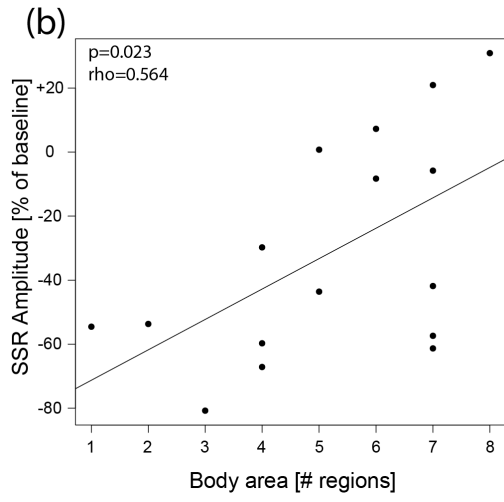 (b)
p=0.023
rho=0.564
SSR Amplitude [% of baseline]
+20
0
-20
-40
-60
-80
1 2 3 4 5 6 7 8
Body area [# regions]